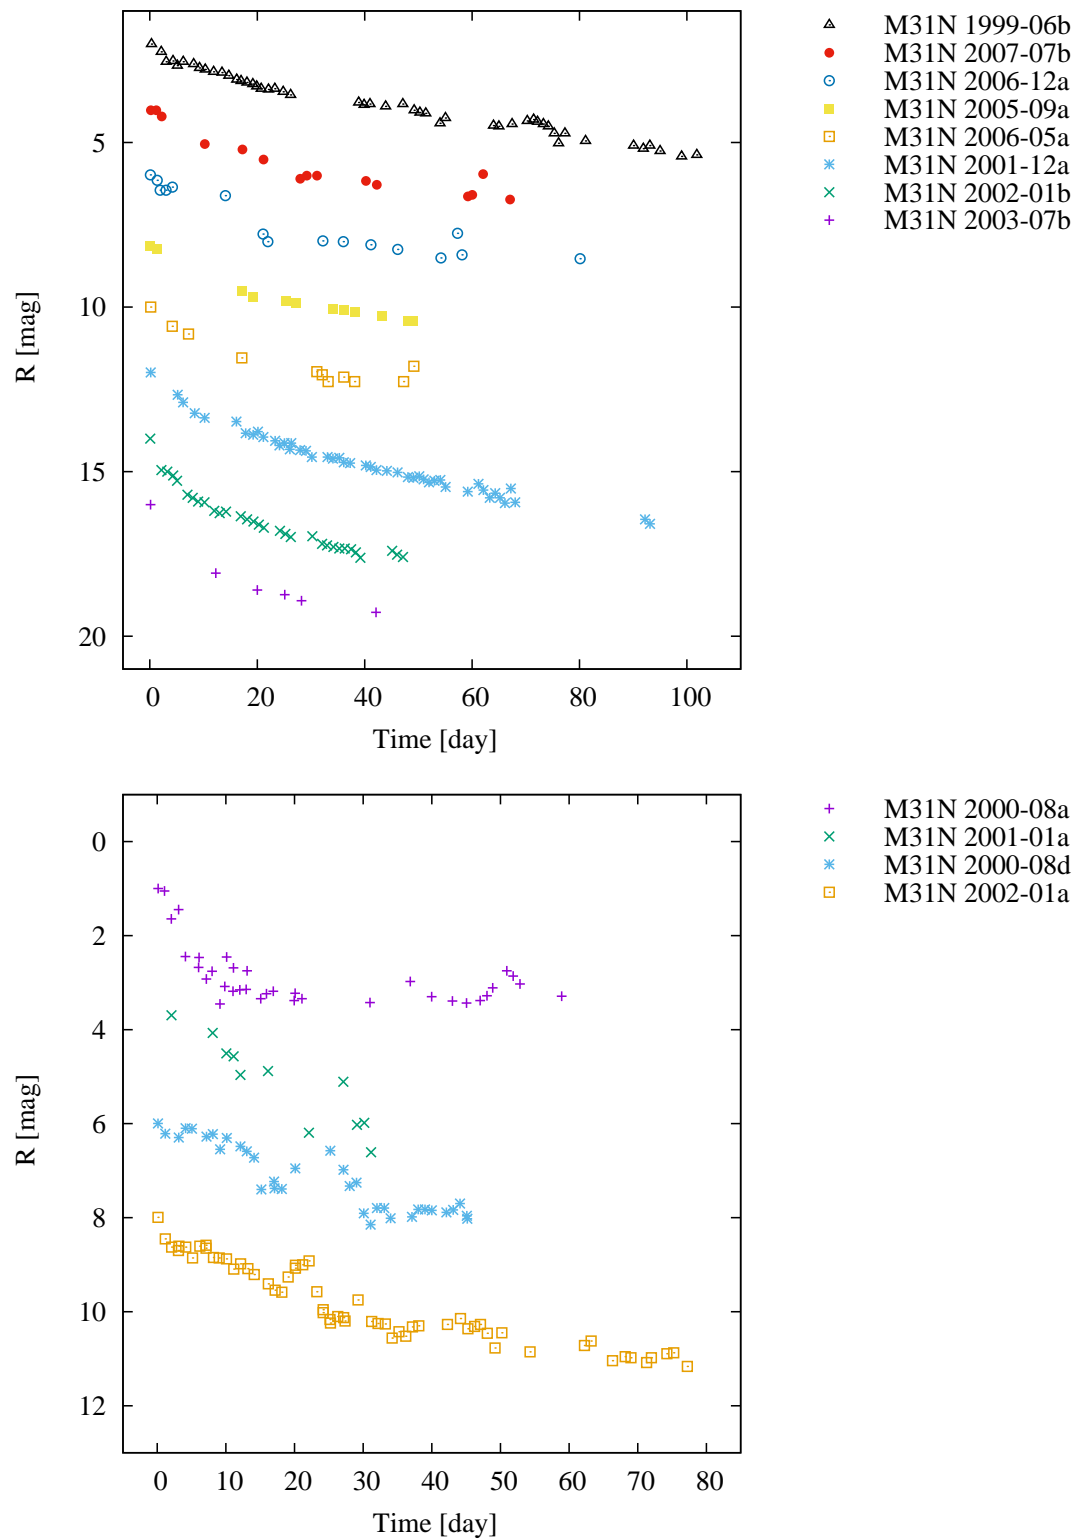 M31N 1999-06b
M31N 2007-07b
M31N 2006-12a
M31N 2005-09a
M31N 2006-05a
M31N 2001-12a
M31N 2002-01b
M31N 2003-07b
5
10
15
20
R [mag]
0 20 40 60 80 100
Time [day]
M31N 2000-08a
M31N 2001-01a
M31N 2000-08d
M31N 2002-01a
0
2
4
6
8
10
12
R [mag]
0 10 20 30 40 50 60 70 80
Time [day]